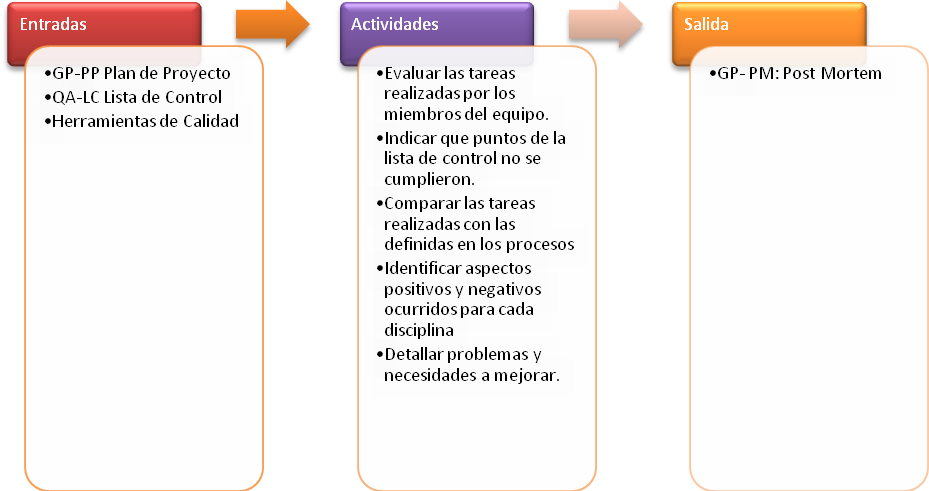 Entradas
•GP-PP Plan de Proyecto
•QA-LC Lista de Control
•Herramientas de Calidad
Actividades
•Evaluar las tareas
realizadas por los
miembros del equipo.
•Indicar que puntos de la
lista de control no se
cumplieron.
•Comparar las tareas
realizadas con las
definidas en los procesos
•Identificar aspectos
positivos y negativos
ocurridos para cada
disciplina
•Detallar problemas y
necesidades a mejorar.
Salida
•GP- PM: Post Mortem